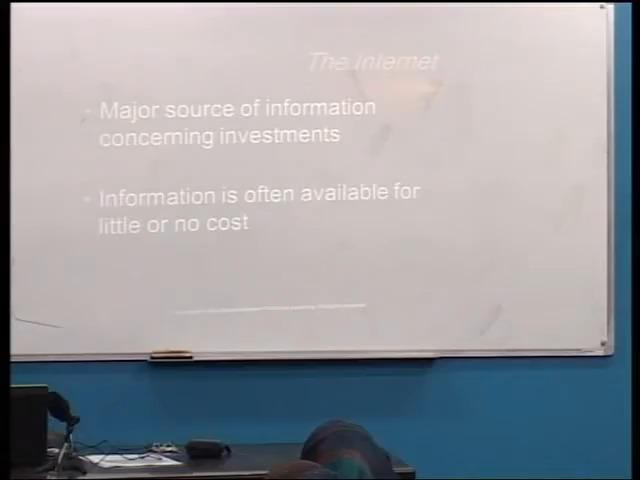 The Internet
• Major source of information
concerning investments
• Information is often available for
little or no cost